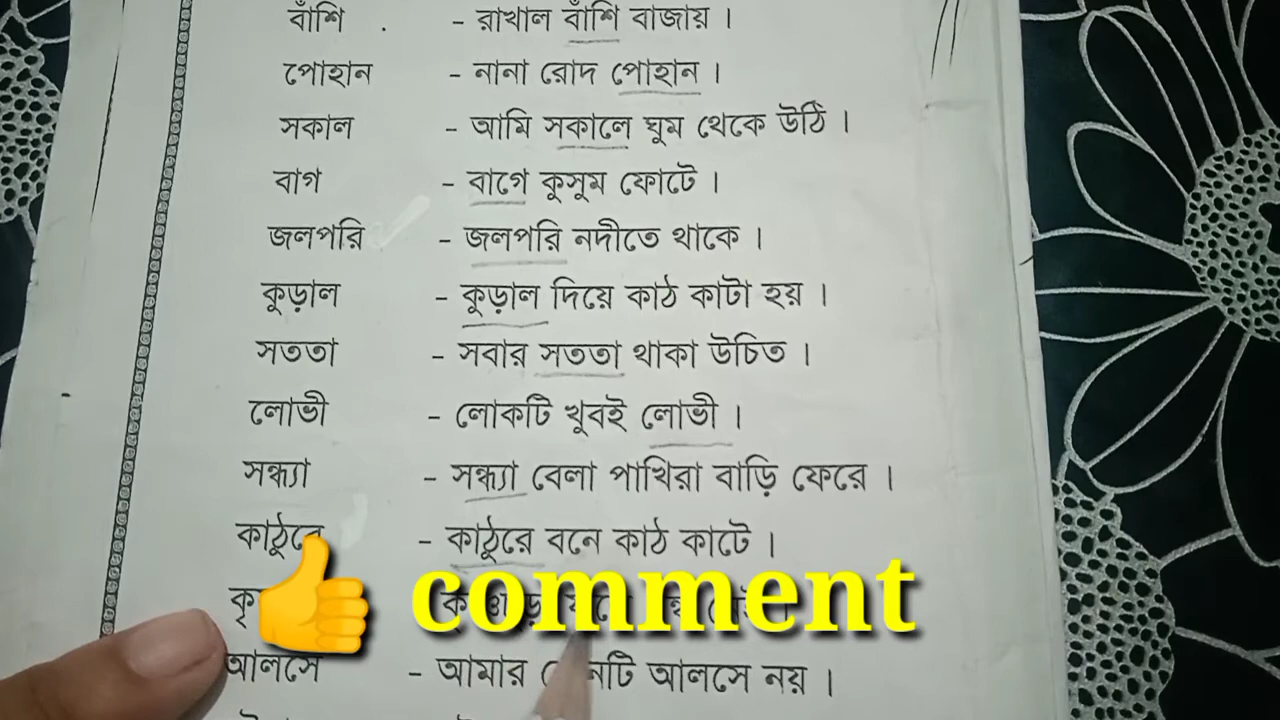 বাঁশি - রাখাল বাঁশি বাজায় ।
পোহান - নানা রোদ পোহান ।
সকাল - আমি সকালে ঘুম থেকে উঠি ।
বাগ - বাগে কুসুম ফোটে ।
জলপরি - জলপরি নদীতে থাকে ।
কুড়াল - কুড়াল দিয়ে কাঠ কাটা হয় ।
সততা - সবার সততা থাকা উচিত ।
লোভী - লোকটি খুবই লোভী ।
সন্ধ্যা - সন্ধ্যা বেলা পাখিরা বাড়ি ফেরে ।
কাঠুরে - কাঠুরে বনে কাঠ কাটে ।
comment
আলসে - আমার আলসে নয় ।